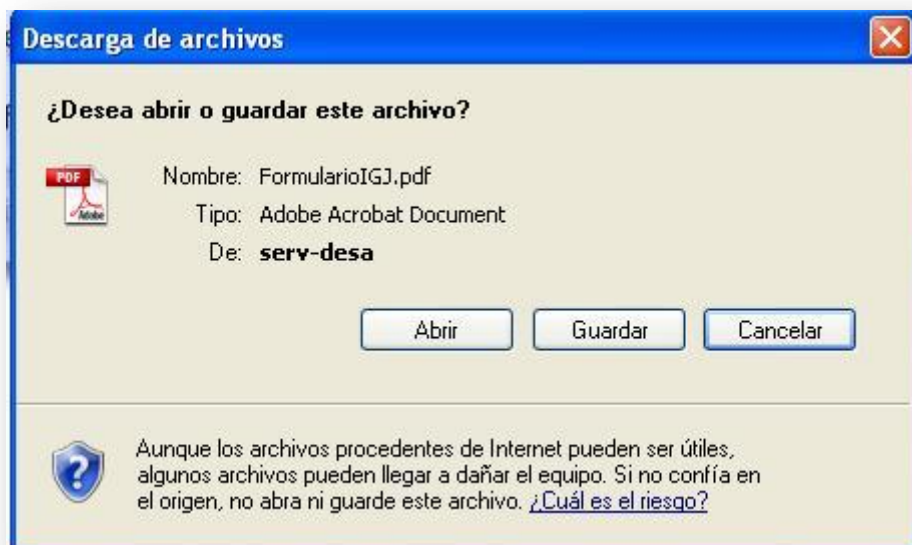 Descarga de archivos
¿Desea abrir o guardar este archivo?
PDF
Adobe
Nombre: FormularioIGJ.pdf
Tipo: Adobe Acrobat Document
De: serv-desa
Abrir Guardar Cancelar
Aunque los archivos procedentes de Internet pueden ser útiles,
algunos archivos pueden llegar a dañar el equipo. Si no confía en
el origen, no abra ni guarde este archivo. ¿Cuál es el riesgo?